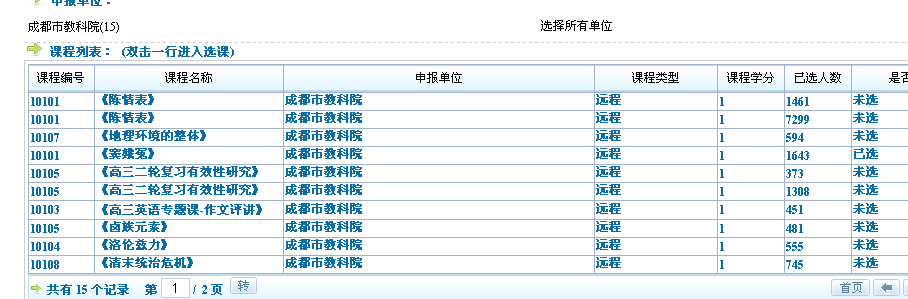 申报单位：
成都市教科院(15) 选择所有单位
课程列表： (双击一行进入选课)
课程编号 课程名称 申报单位 课程类型 课程学分 已选人数 是否
10101 《陈情表》 成都市教科院 远程 1 1461 未选
10101 《陈情表》 成都市教科院 远程 1 7299 未选
10107 《地理环境的整体》 成都市教科院 远程 1 594 未选
10101 《窦娥冤》 成都市教科院 远程 1 1643 已选
10105 《高三二轮复习有效性研究》 成都市教科院 远程 1 373 未选
10105 《高三二轮复习有效性研究》 成都市教科院 远程 1 1308 未选
10103 《高三英语专题课-作文评讲》 成都市教科院 远程 1 451 未选
10105 《卤族元素》 成都市教科院 远程 1 481 未选
10104 《洛伦兹力》 成都市教科院 远程 1 555 未选
10108 《清末统治危机》 成都市教科院 远程 1 745 未选
共有 15 个记录 第 1 / 2 页 转 首页